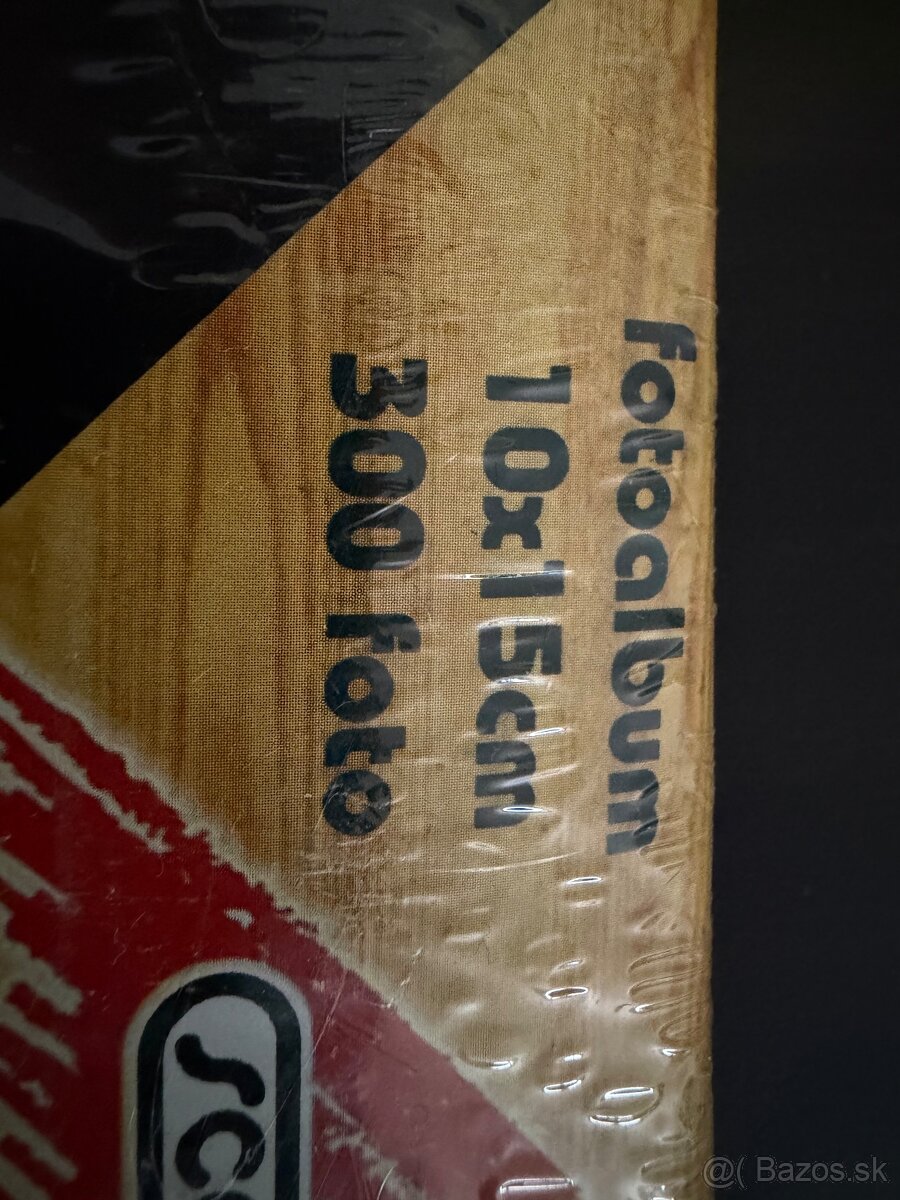 fotoalbum
10x15cm
300 foto
@( Bazos.sk